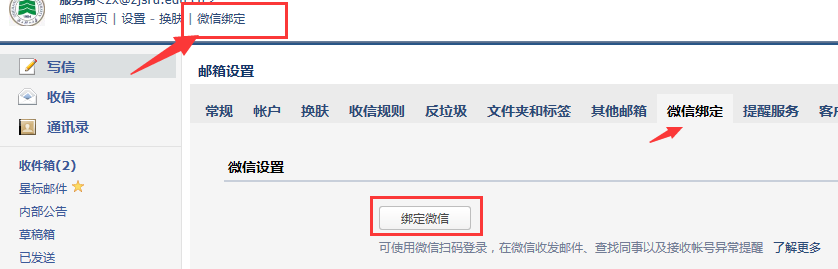 邮箱首页 | 设置 - 换肤 | 微信绑定
写信
收信
通讯录
收件箱(2)
星标邮件
内部公告
草稿箱
已发送
邮箱设置
常规 帐户 换肤 收信规则 反垃圾 文件夹和标签 其他邮箱 微信绑定 提醒服务
微信设置
绑定微信
可使用微信扫码登录，在微信收发邮件、查找同事以及接收帐号异常提醒 了解更多